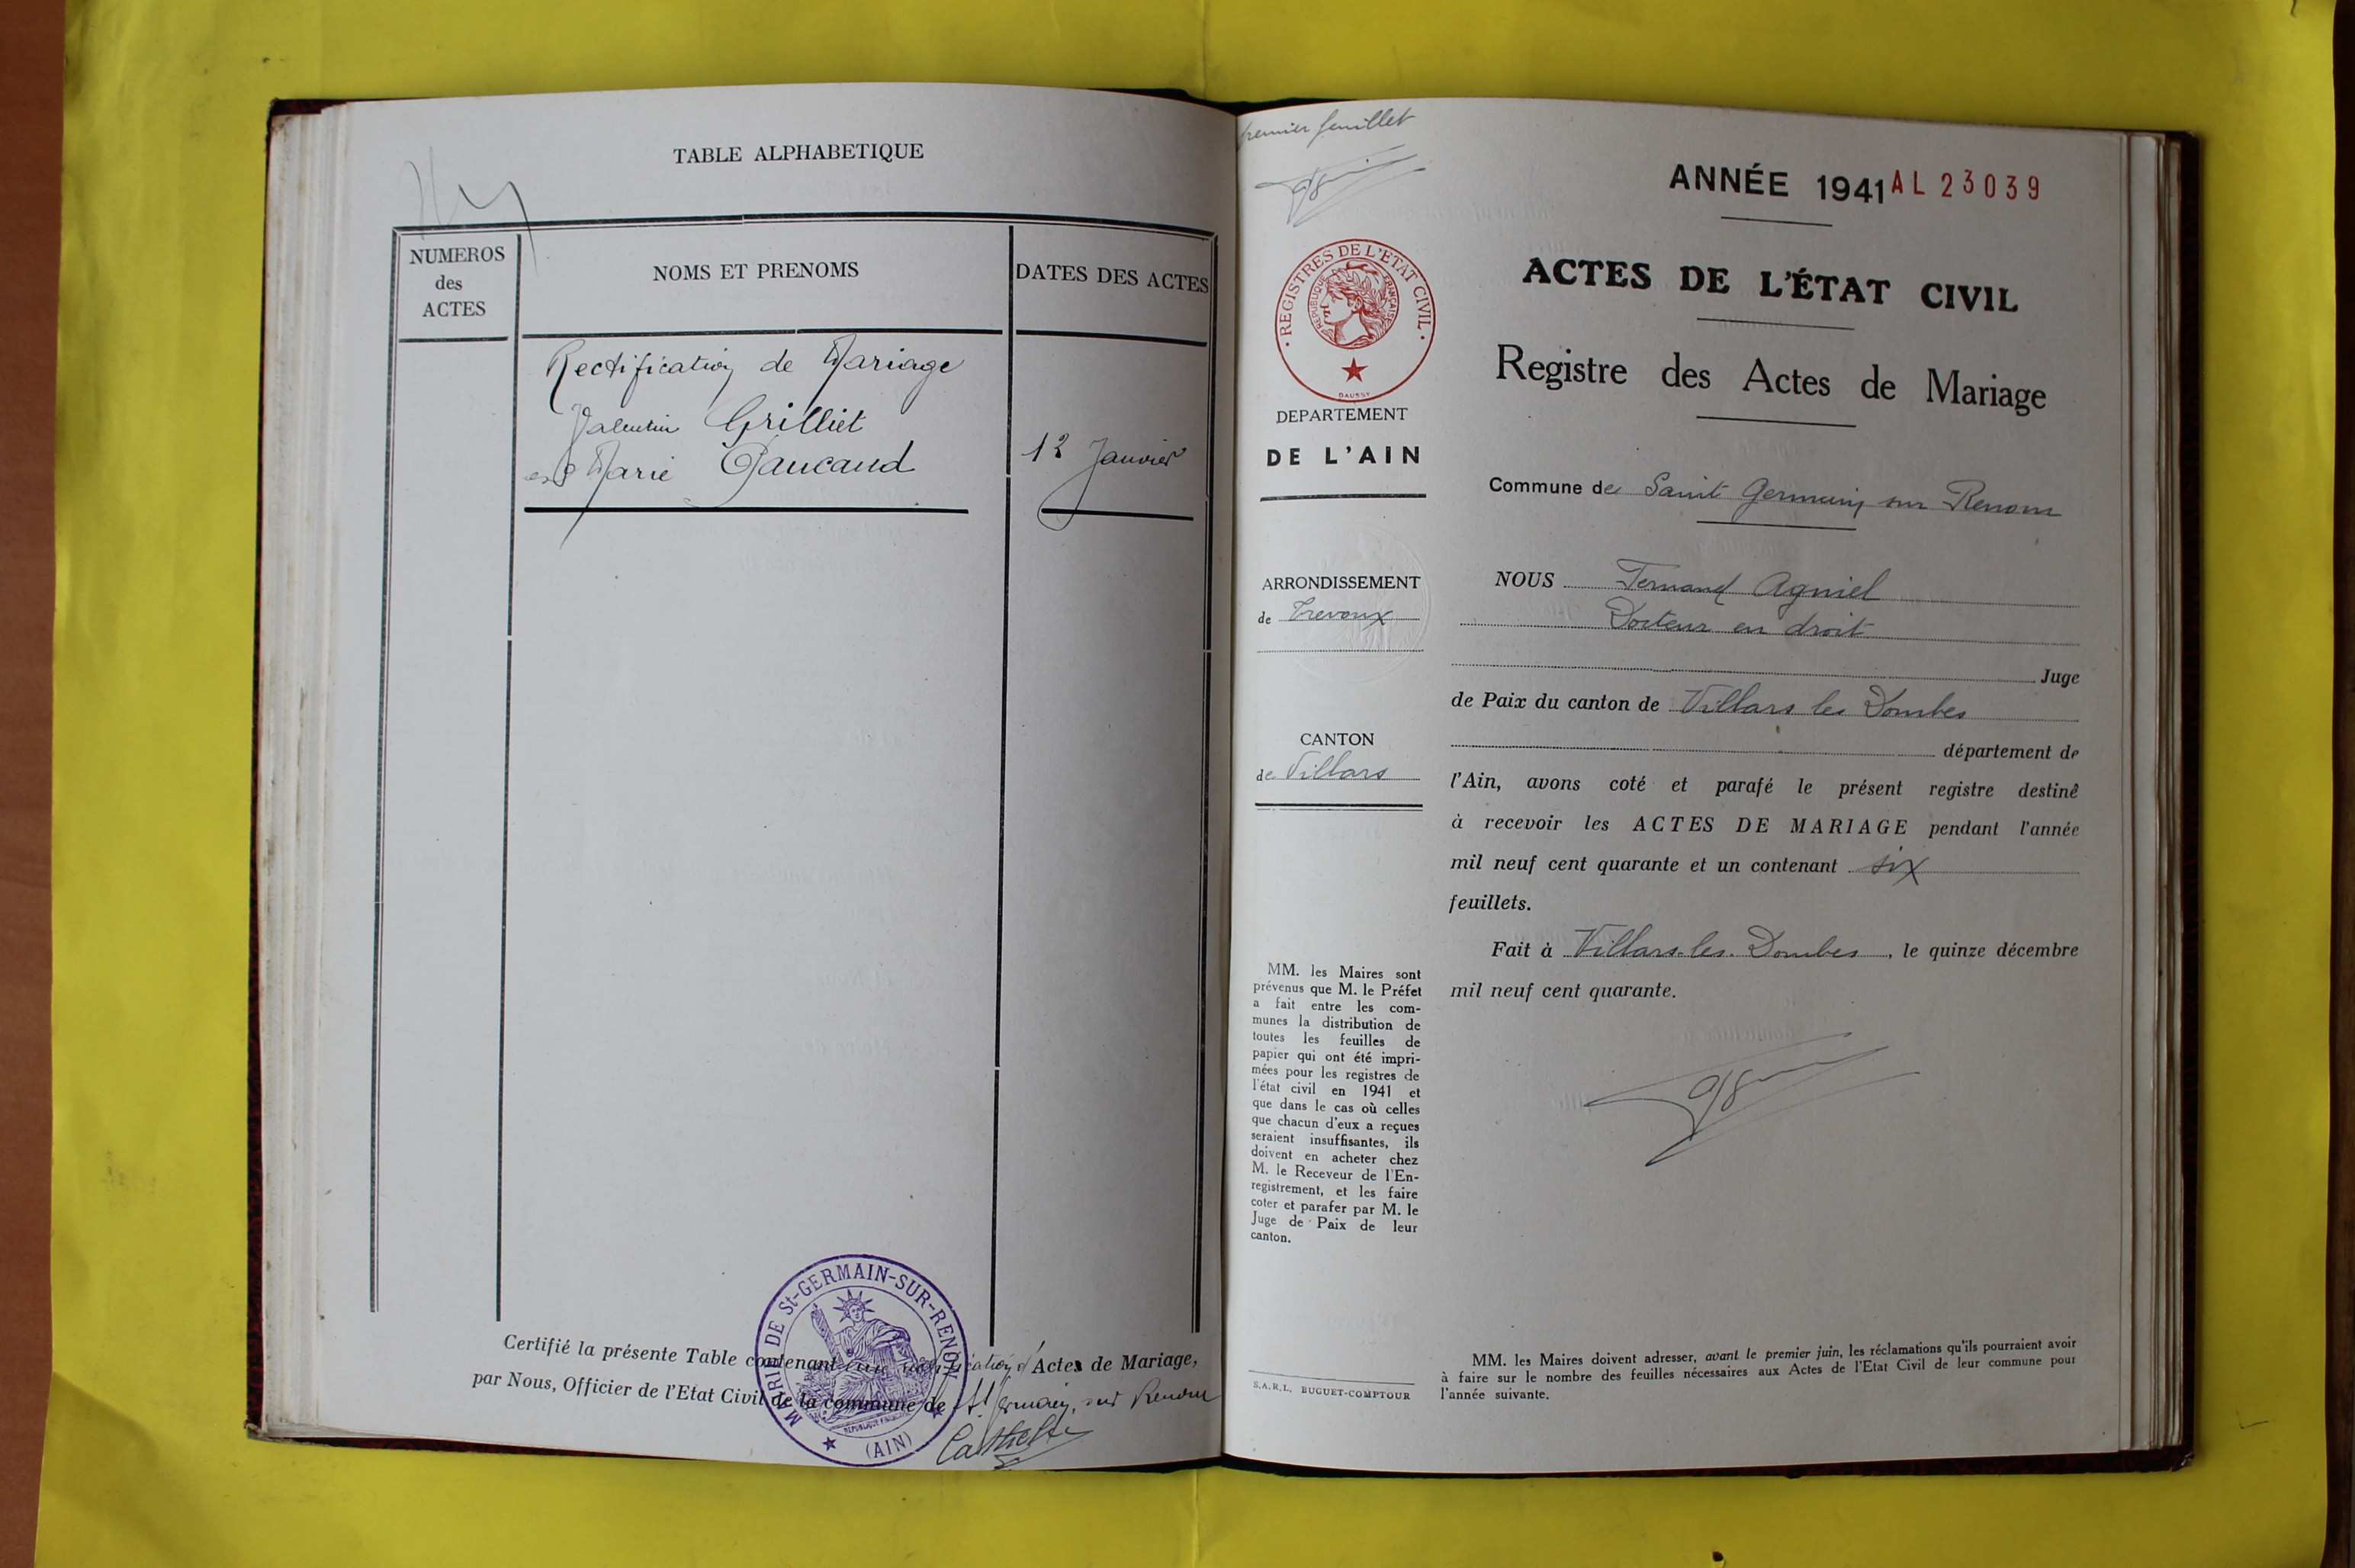 TABLE ALPHABETIQUE
NUMEROS
des
ACTES
NOMS ET PRENOMS
DATES DES ACTES
Rectification de Mariage
Valentin Grilliet
et Marie Paucaud
12 Janvier
Certifié la présente Table contenant une rectification d'Actes de Mariage,
par Nous, Officier de l'Etat Civil de la commune de St Germain, sur Renom
MAIRIE DE St-GERMAIN-SUR-RENON
REPUBLIQUE FRANÇAISE
(AIN)
premier feuillet
REGISTRES DE L'ETAT CIVIL
REPUBLIQUE FRANÇAISE
DAUSSY
DEPARTEMENT
DE L'AIN
ARRONDISSEMENT
de Trevoux
CANTON
de Villars
MM. les Maires sont
prévenus que M. le Préfet
a fait entre les com-
munes la distribution de
toutes les feuilles de
papier qui ont été impri-
mées pour les registres de
l'état civil en 1941 et
que dans le cas où celles
que chacun d'eux a reçues
seraient insuffisantes, ils
doivent en acheter chez
M. le Receveur de l'En-
registrement, et les faire
coter et parafer par M. le
Juge de Paix de leur
canton.
S.A.R.L. BUGUET-COMPTOUR
ANNÉE 1941 AL 23039
ACTES DE L'ÉTAT CIVIL
Registre des Actes de Mariage
Commune de Saint Germain sur Renom
NOUS Fernand Agniel
Docteur en droit
Juge
de Paix du canton de Villars les Dombes
département de
l'Ain, avons coté et parafé le présent registre destiné
à recevoir les ACTES DE MARIAGE pendant l'année
mil neuf cent quarante et un contenant six
feuillets.
Fait à Villars-les-Dombes, le quinze décembre
mil neuf cent quarante.
MM. les Maires doivent adresser, avant le premier juin, les réclamations qu'ils pourraient avoir
à faire sur le nombre des feuilles nécessaires aux Actes de l'Etat Civil de leur commune pour
l'année suivante.